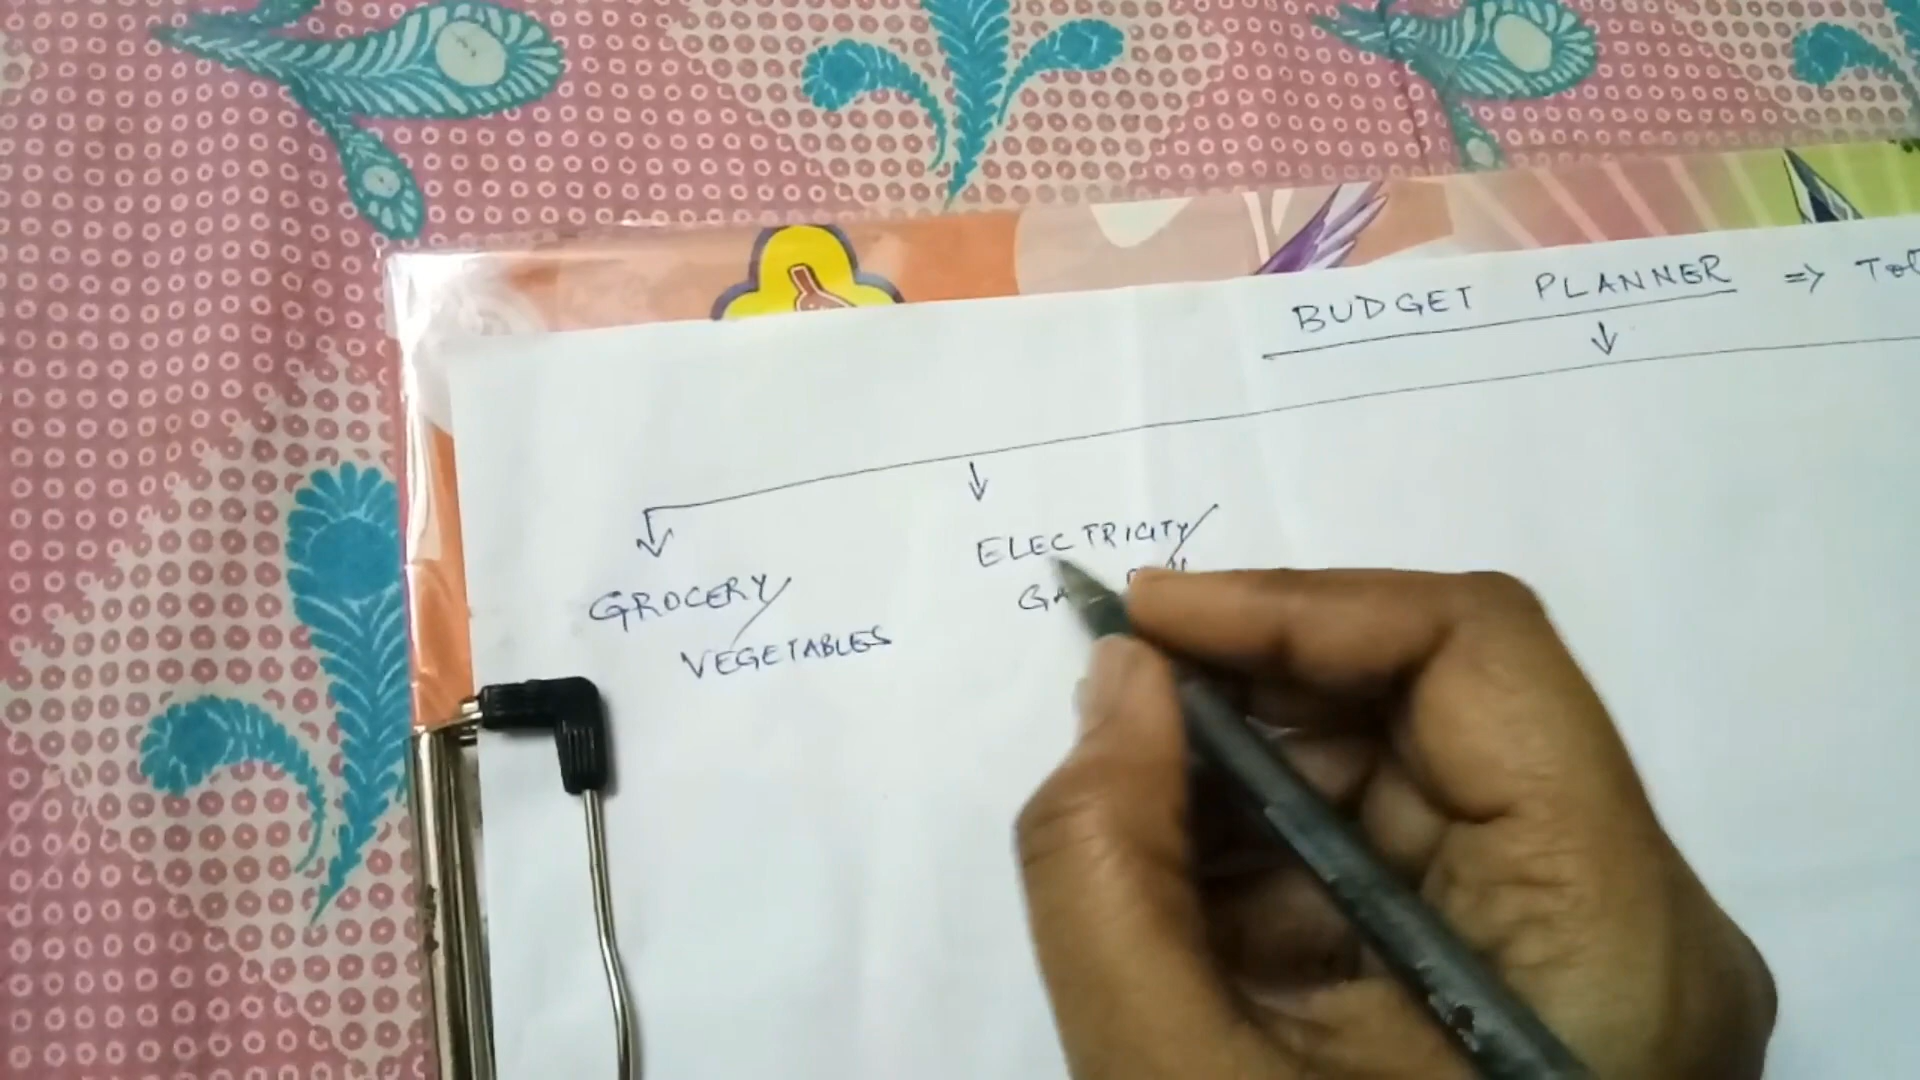 BUDGET PLANNER =>
GROCERY/
VEGETABLES
ELECTRICITY/